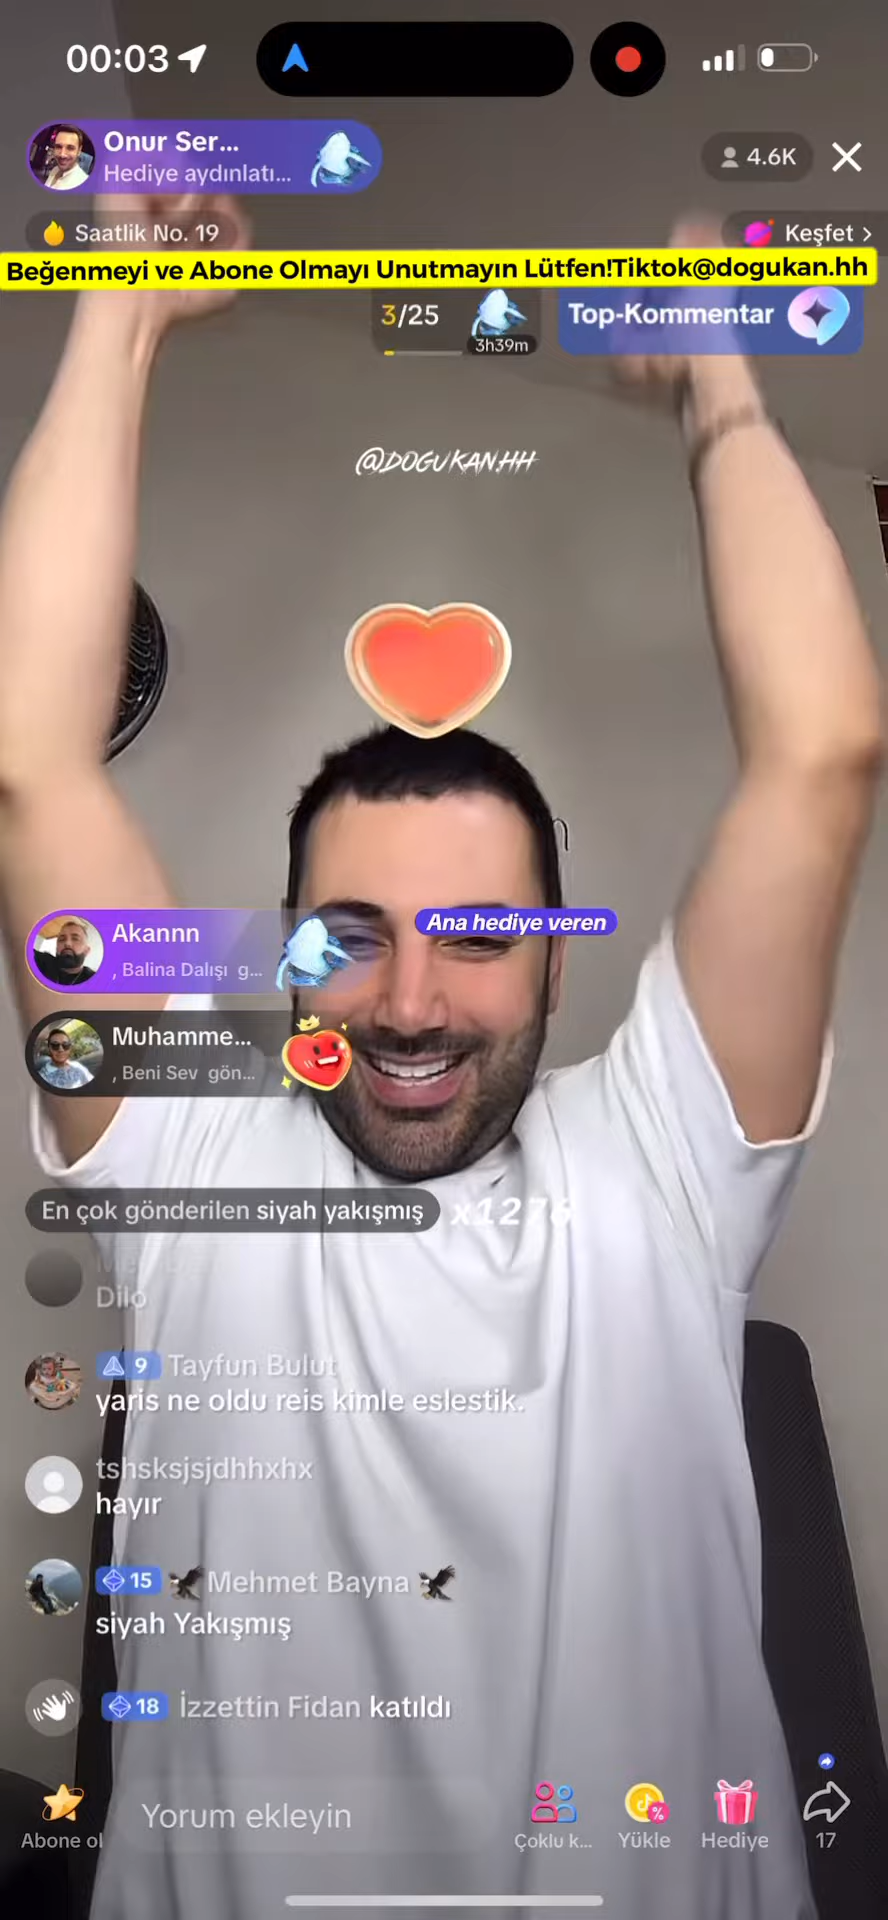 00:03
Onur Ser...
Hediye aydınlatı...
4.6K
Saatlik No. 19
Keşfet >
Beğenmeyi ve Abone Olmayı Unutmayın Lütfen!Tiktok@dogukan.hh
3/25
3h39m
Top-Kommentar
@DOGUKAN.HH
Akannn
, Balina Dalışı g...
Ana hediye veren
Muhamme...
, Beni Sev gön...
En çok gönderilen siyah yakışmış x1276
Dilo
9 Tayfun Bulut
yaris ne oldu reis kimle eslestik.
tshsksjsjdhhxhx
hayır
15 Mehmet Bayna
siyah Yakışmış
18 İzzettin Fidan katıldı
Abone ol
Yorum ekleyin
Çoklu k...
Yükle
Hediye
17